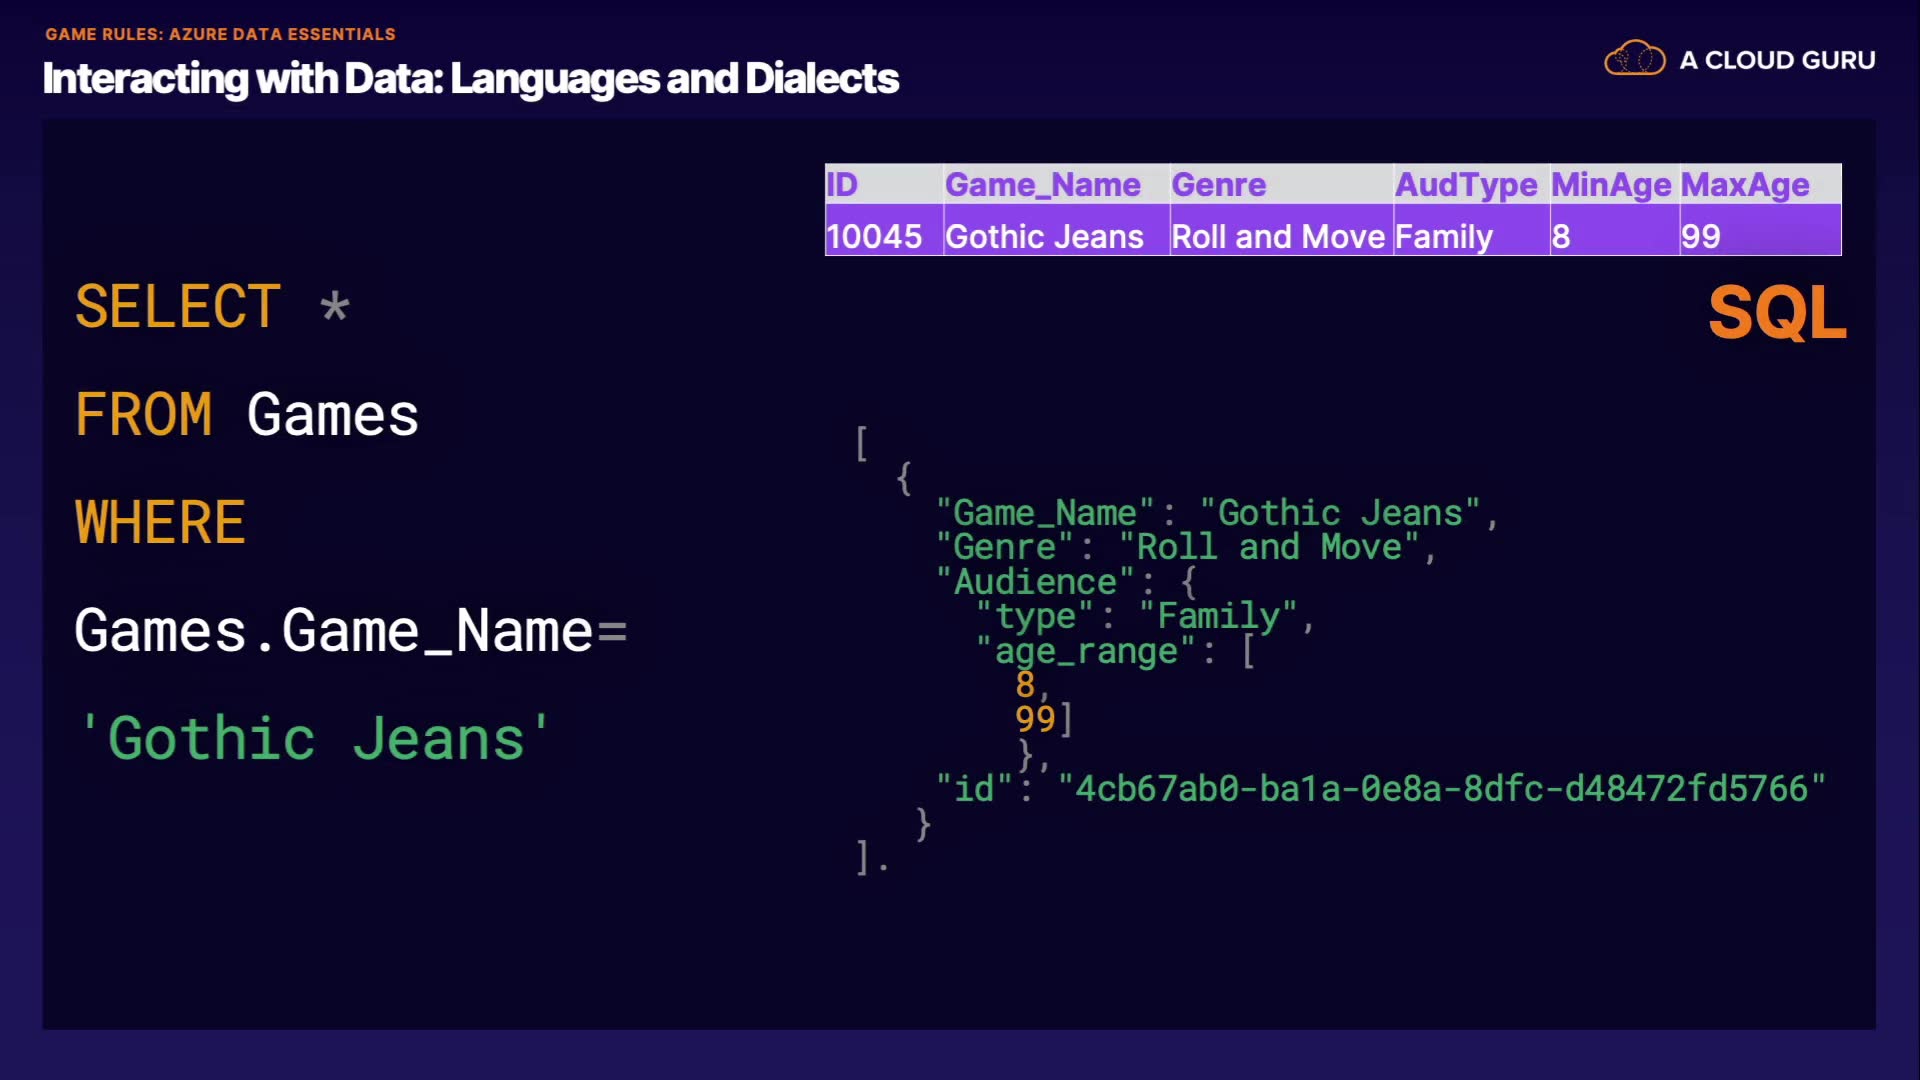 GAME RULES: AZURE DATA ESSENTIALS
Interacting with Data: Languages and Dialects
A CLOUD GURU
ID Game_Name Genre AudType MinAge MaxAge
10045 Gothic Jeans Roll and Move Family 8 99
SQL
SELECT *
FROM Games
WHERE
Games.Game_Name=
'Gothic Jeans'
[
{
"Game_Name": "Gothic Jeans",
"Genre": "Roll and Move",
"Audience": {
"type": "Family",
"age_range": [
8,
99]
},
"id": "4cb67ab0-ba1a-0e8a-8dfc-d48472fd5766"
}
].